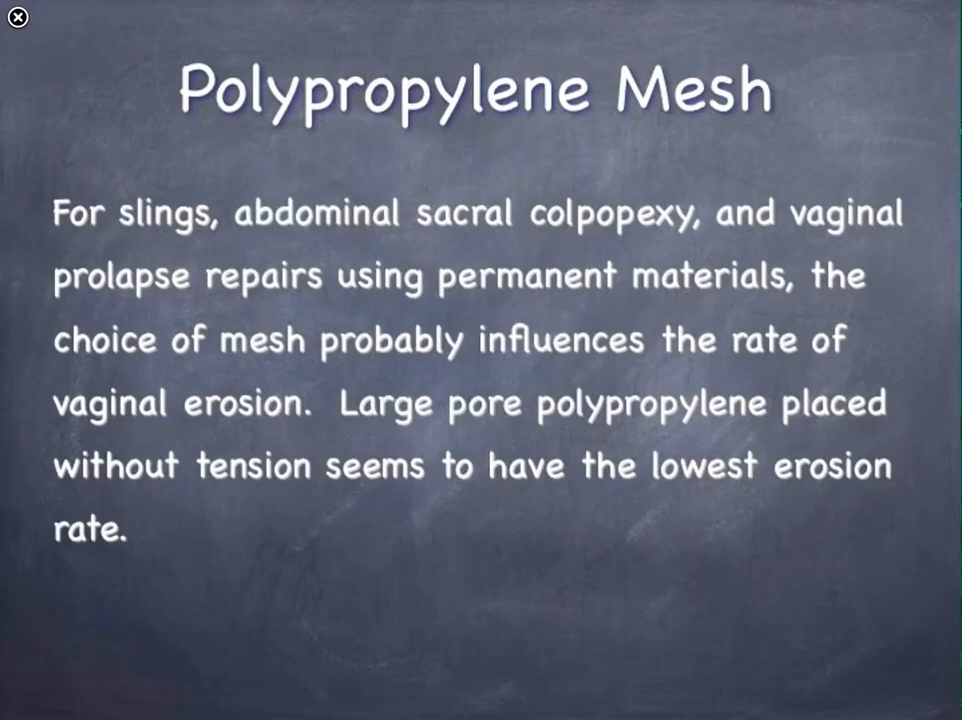 Polypropylene Mesh
For slings, abdominal sacral colpopexy, and vaginal
prolapse repairs using permanent materials, the
choice of mesh probably influences the rate of
vaginal erosion. Large pore polypropylene placed
without tension seems to have the lowest erosion
rate.